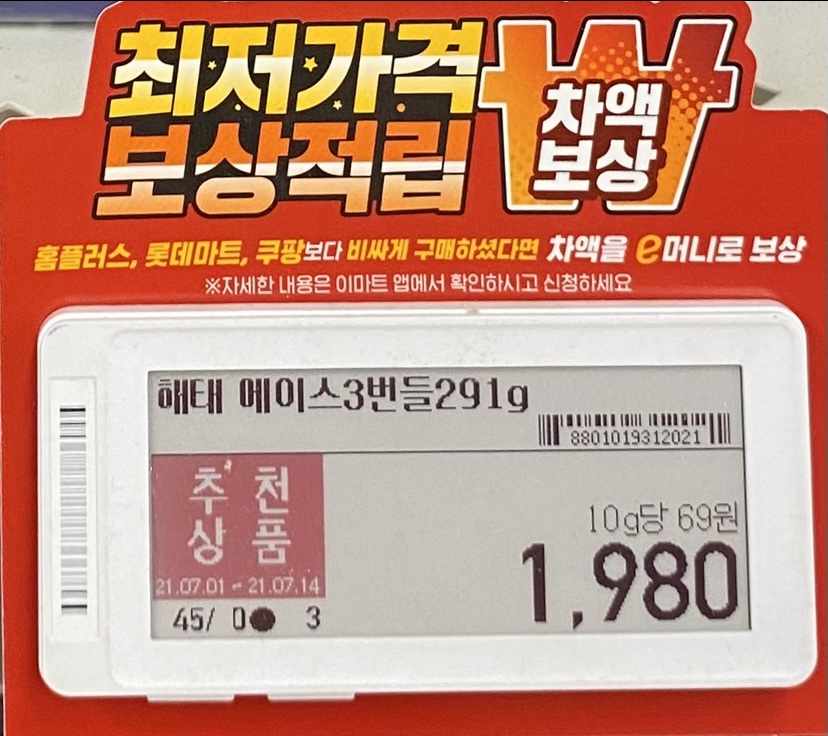 최저가격
보상적립
차액
보상
홈플러스, 롯데마트, 쿠팡보다 비싸게 구매하셨다면 차액을 e머니로 보상
※자세한 내용은 이마트 앱에서 확인하시고 신청하세요
해태 에이스3번들291g
8801019312021
추천
상품
10g당 69원
1,980
21.07.01 - 21.07.14
45/ 0● 3